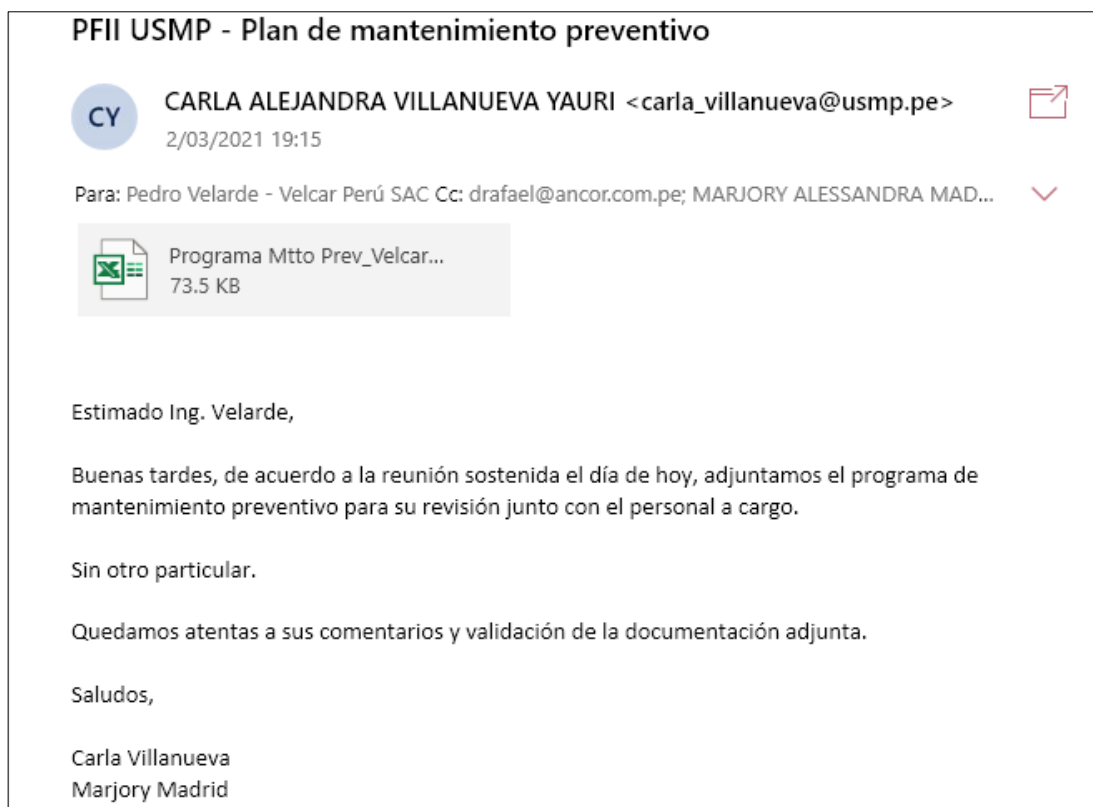 PFII USMP - Plan de mantenimiento preventivo
CY
CARLA ALEJANDRA VILLANUEVA YAURI <carla_villanueva@usmp.pe>
2/03/2021 19:15
Para: Pedro Velarde - Velcar Perú SAC Cc: drafael@ancor.com.pe; MARJORY ALESSANDRA MAD...
Programa Mtto Prev_Velcar...
73.5 KB
Estimado Ing. Velarde,
Buenas tardes, de acuerdo a la reunión sostenida el día de hoy, adjuntamos el programa de
mantenimiento preventivo para su revisión junto con el personal a cargo.
Sin otro particular.
Quedamos atentas a sus comentarios y validación de la documentación adjunta.
Saludos,
Carla Villanueva
Marjory Madrid